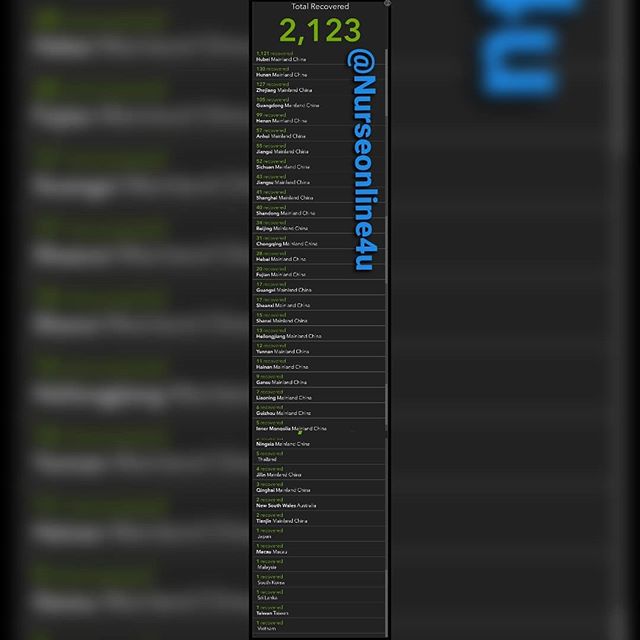 Total Recovered
2,123
1,121 recovered
Hubei Mainland China
130 recovered
Hunan Mainland China
127 recovered
Zhejiang Mainland China
105 recovered
Guangdong Mainland China
99 recovered
Henan Mainland China
57 recovered
Anhui Mainland China
55 recovered
Jiangxi Mainland China
52 recovered
Sichuan Mainland China
43 recovered
Jiangsu Mainland China
41 recovered
Shanghai Mainland China
40 recovered
Shandong Mainland China
34 recovered
Beijing Mainland China
31 recovered
Chongqing Mainland China
28 recovered
Hebei Mainland China
20 recovered
Fujian Mainland China
17 recovered
Guangxi Mainland China
17 recovered
Shaanxi Mainland China
15 recovered
Shanxi Mainland China
13 recovered
Heilongjiang Mainland China
12 recovered
Yunnan Mainland China
11 recovered
Hainan Mainland China
9 recovered
Gansu Mainland China
7 recovered
Liaoning Mainland China
6 recovered
Guizhou Mainland China
5 recovered
Inner Mongolia Mainland China
Ningxia Mainland China
5 recovered
Thailand
4 recovered
Jilin Mainland China
3 recovered
Qinghai Mainland China
2 recovered
New South Wales Australia
2 recovered
Tianjin Mainland China
1 recovered
Japan
1 recovered
Macau Macau
1 recovered
Malaysia
1 recovered
South Korea
1 recovered
Sri Lanka
1 recovered
Taiwan Taiwan
1 recovered
Vietnam
@Nurseonline4u
4u